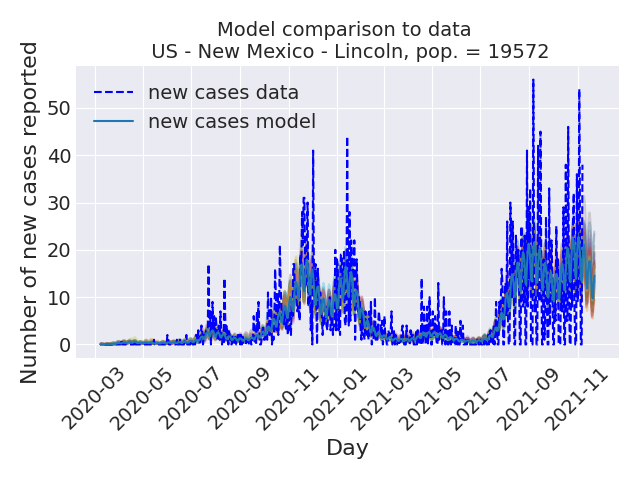 Model comparison to data
US - New Mexico - Lincoln, pop. = 19572
Number of new cases reported
50
40
30
20
10
0
new cases data
new cases model
2020-03
2020-05
2020-07
2020-09
2020-11
2021-01
2021-03
2021-05
2021-07
2021-09
2021-11
Day